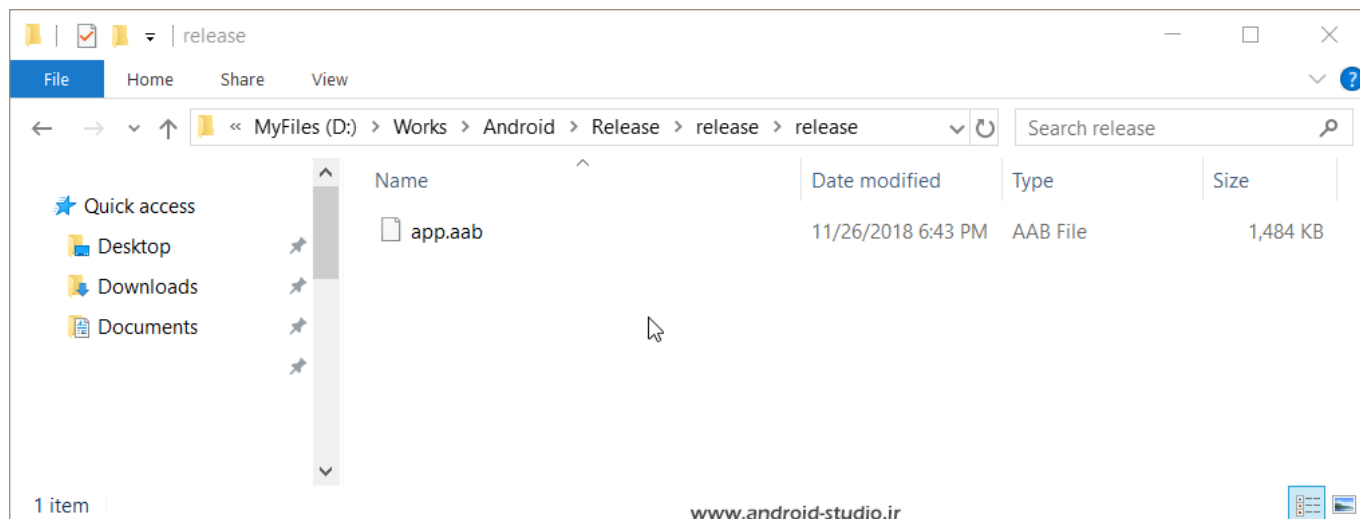 release
File Home Share View
« MyFiles (D:) > Works > Android > Release > release > release
Search release
Quick access
Desktop
Downloads
Documents
Name Date modified Type Size
app.aab 11/26/2018 6:43 PM AAB File 1,484 KB
1 item
www.android-studio.ir